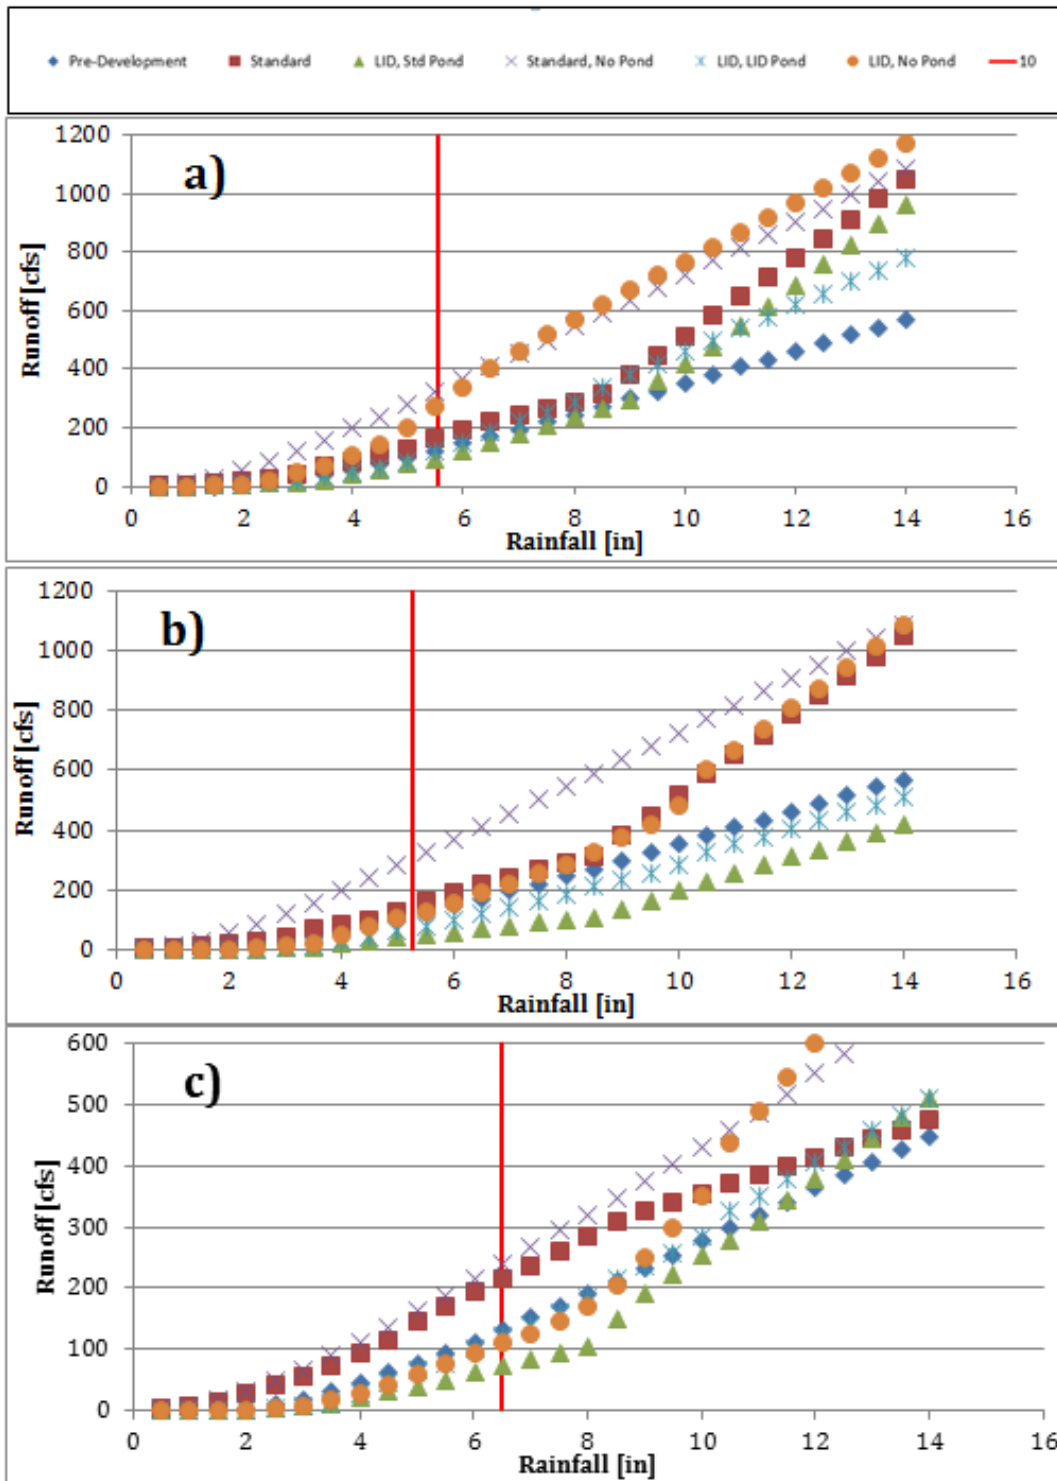 Pre-Development Standard LID, Std Pond Standard, No Pond LID, LID Pond LID, No Pond 10
a)
1200
1000
800
600
400
200
0
Runoff [cfs]
0 2 4 6 8 10 12 14 16
Rainfall [in]
b)
1200
1000
800
600
400
200
0
Runoff [cfs]
0 2 4 6 8 10 12 14 16
Rainfall [in]
c)
600
500
400
300
200
100
0
Runoff [cfs]
0 2 4 6 8 10 12 14 16
Rainfall [in]